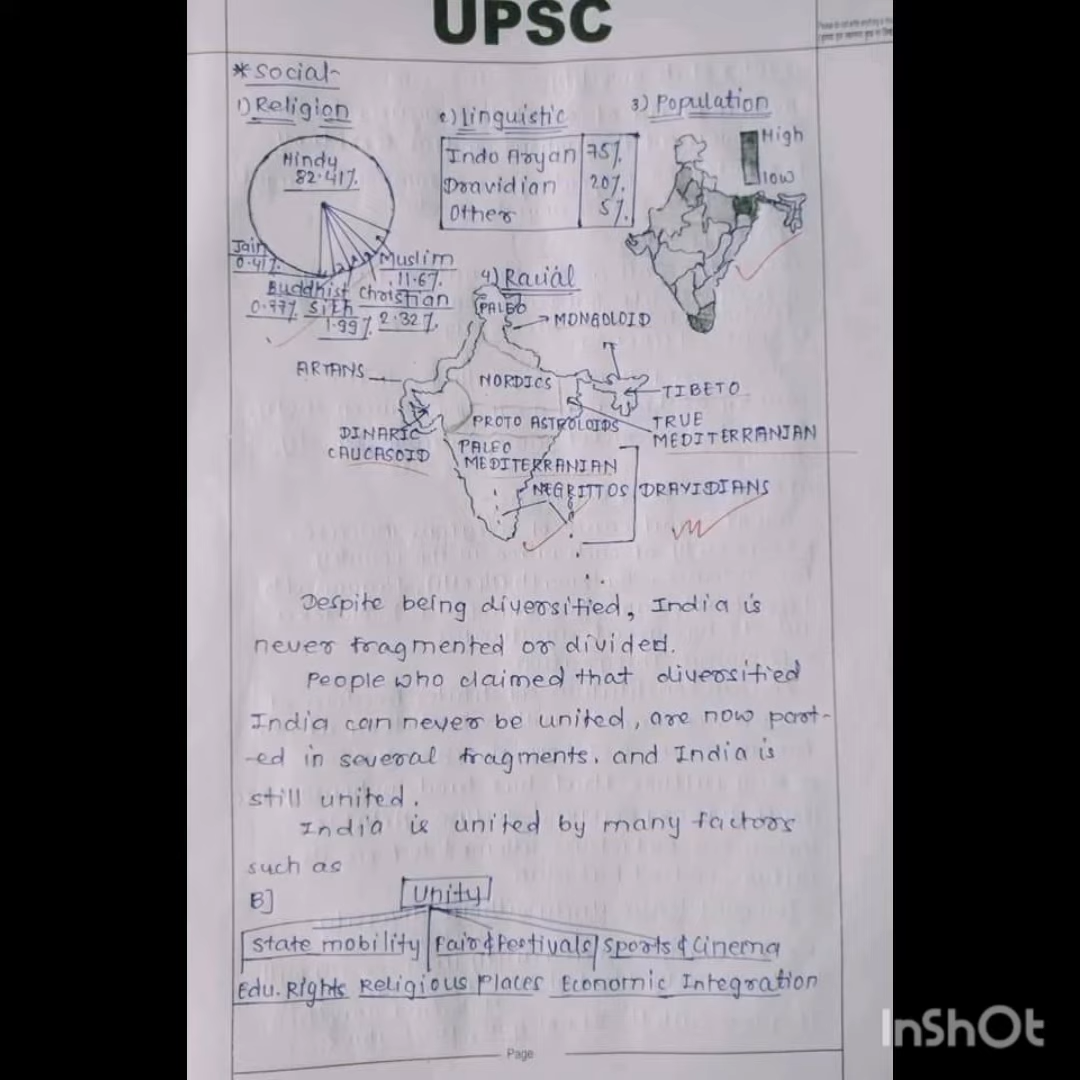 UPSC
*Social-
1) Religion
2) Linguistic
3) Population
Hindy
82.41%
Jain
0.41%
Buddhist
0.77%
Sikh
1.99%
Christian
2.32%
Muslim
11.67.
Indo Aryan 75%
Dravidian 20%
Other 5%
High
low
4) Racial
PALEO
MONGOLOID
ARYANS
NORDICS
TIBETO
PROTO ASTROLOIDS
TRUE
MEDITERRANIAN
DINARIC
CAUCASOID
PALEO
MEDITERRANIAN
NEGRITTOS
DRAVIDIANS
Despite being diversified, India is
never fragmented or divided.
People who claimed that diversified
India can never be united, are now part-
-ed in several fragments. and India is
still united.
India is united by many factors
such as
B]
Unity
State mobility Fair & Festivals Sports & Cinema
Edu. Rights Religious Places Economic Integration
Page
InShOt